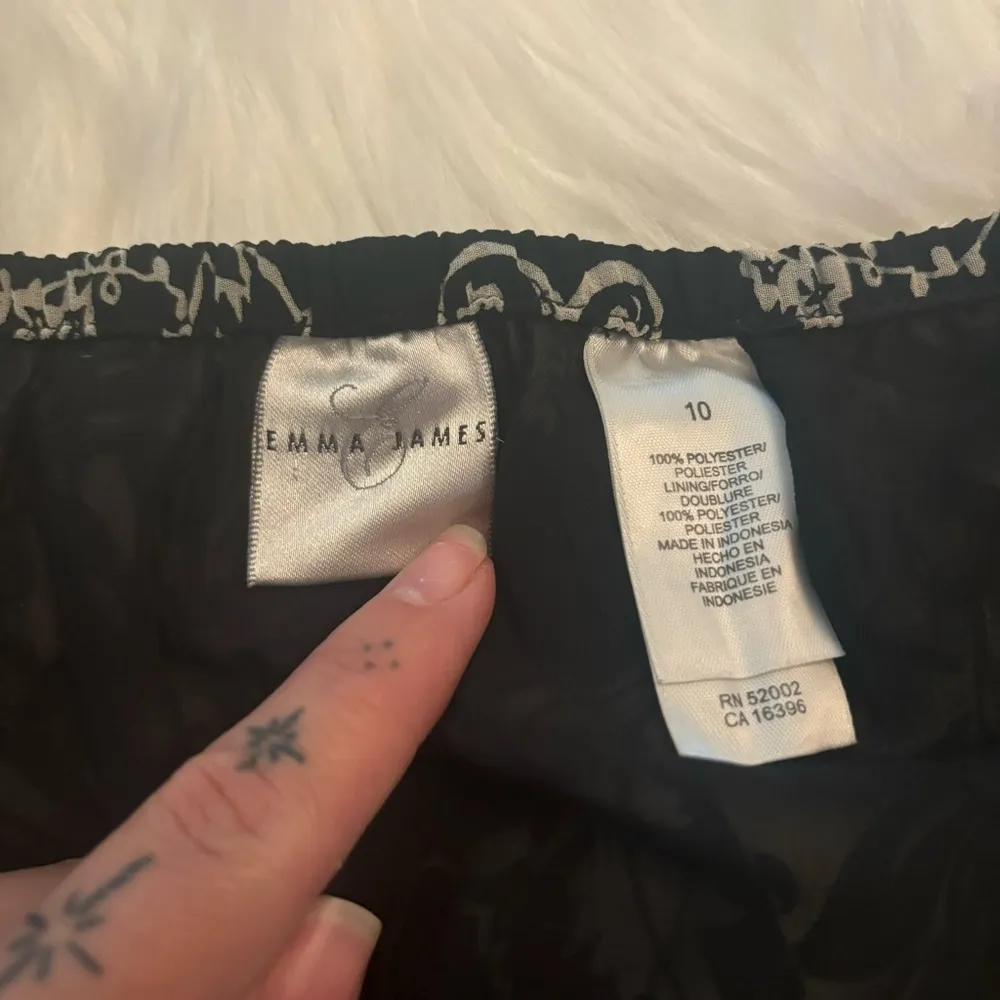 EMMA JAMES
10
100% POLYESTER/
POLIESTER
LINING/FORRO/
DOUBLURE
100% POLYESTER/
POLIESTER
MADE IN INDONESIA
HECHO EN
INDONESIA
FABRIQUE EN
INDONESIE
RN 52002
CA 16396